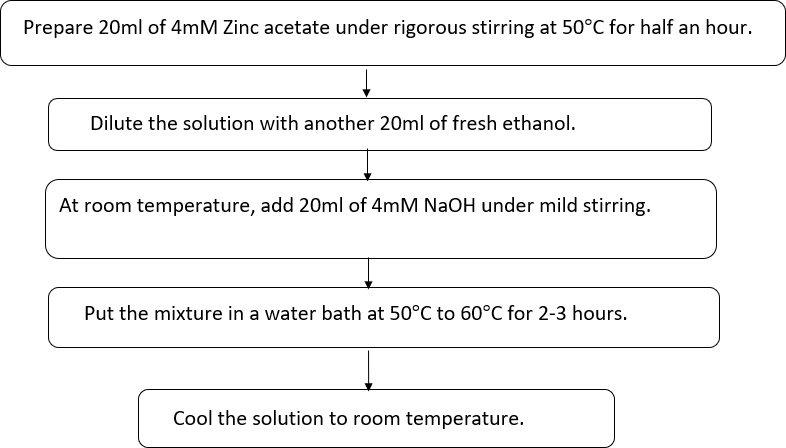 Prepare 20ml of 4mM Zinc acetate under rigorous stirring at 50°C for half an hour.
Dilute the solution with another 20ml of fresh ethanol.
At room temperature, add 20ml of 4mM NaOH under mild stirring.
Put the mixture in a water bath at 50°C to 60°C for 2-3 hours.
Cool the solution to room temperature.